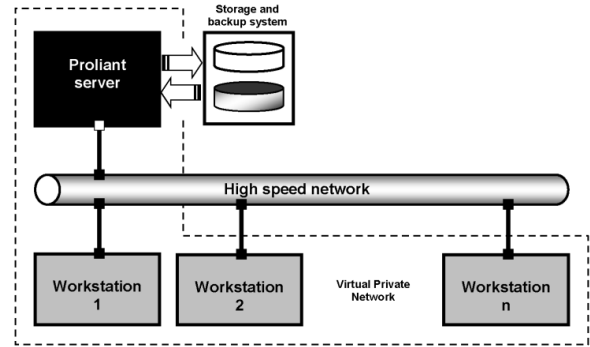 Storage and
backup system
Proliant
server
High speed network
Workstation
1
Workstation
2
Virtual Private
Network
Workstation
n